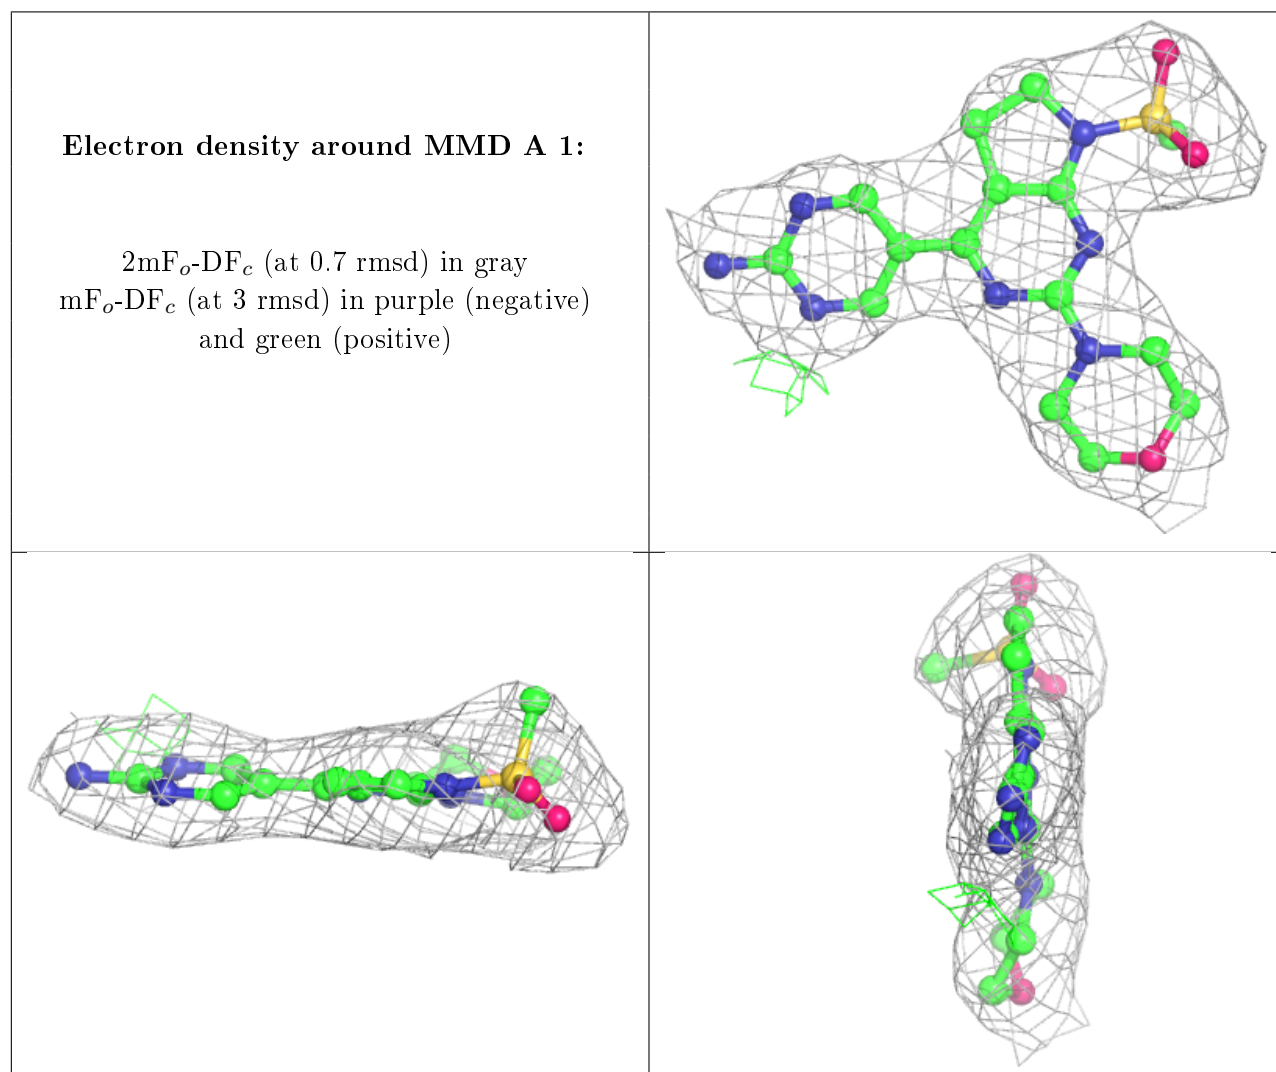 Electron density around MMD A 1:
2mFo-DFc (at 0.7 rmsd) in gray
mFo-DFc (at 3 rmsd) in purple (negative)
and green (positive)